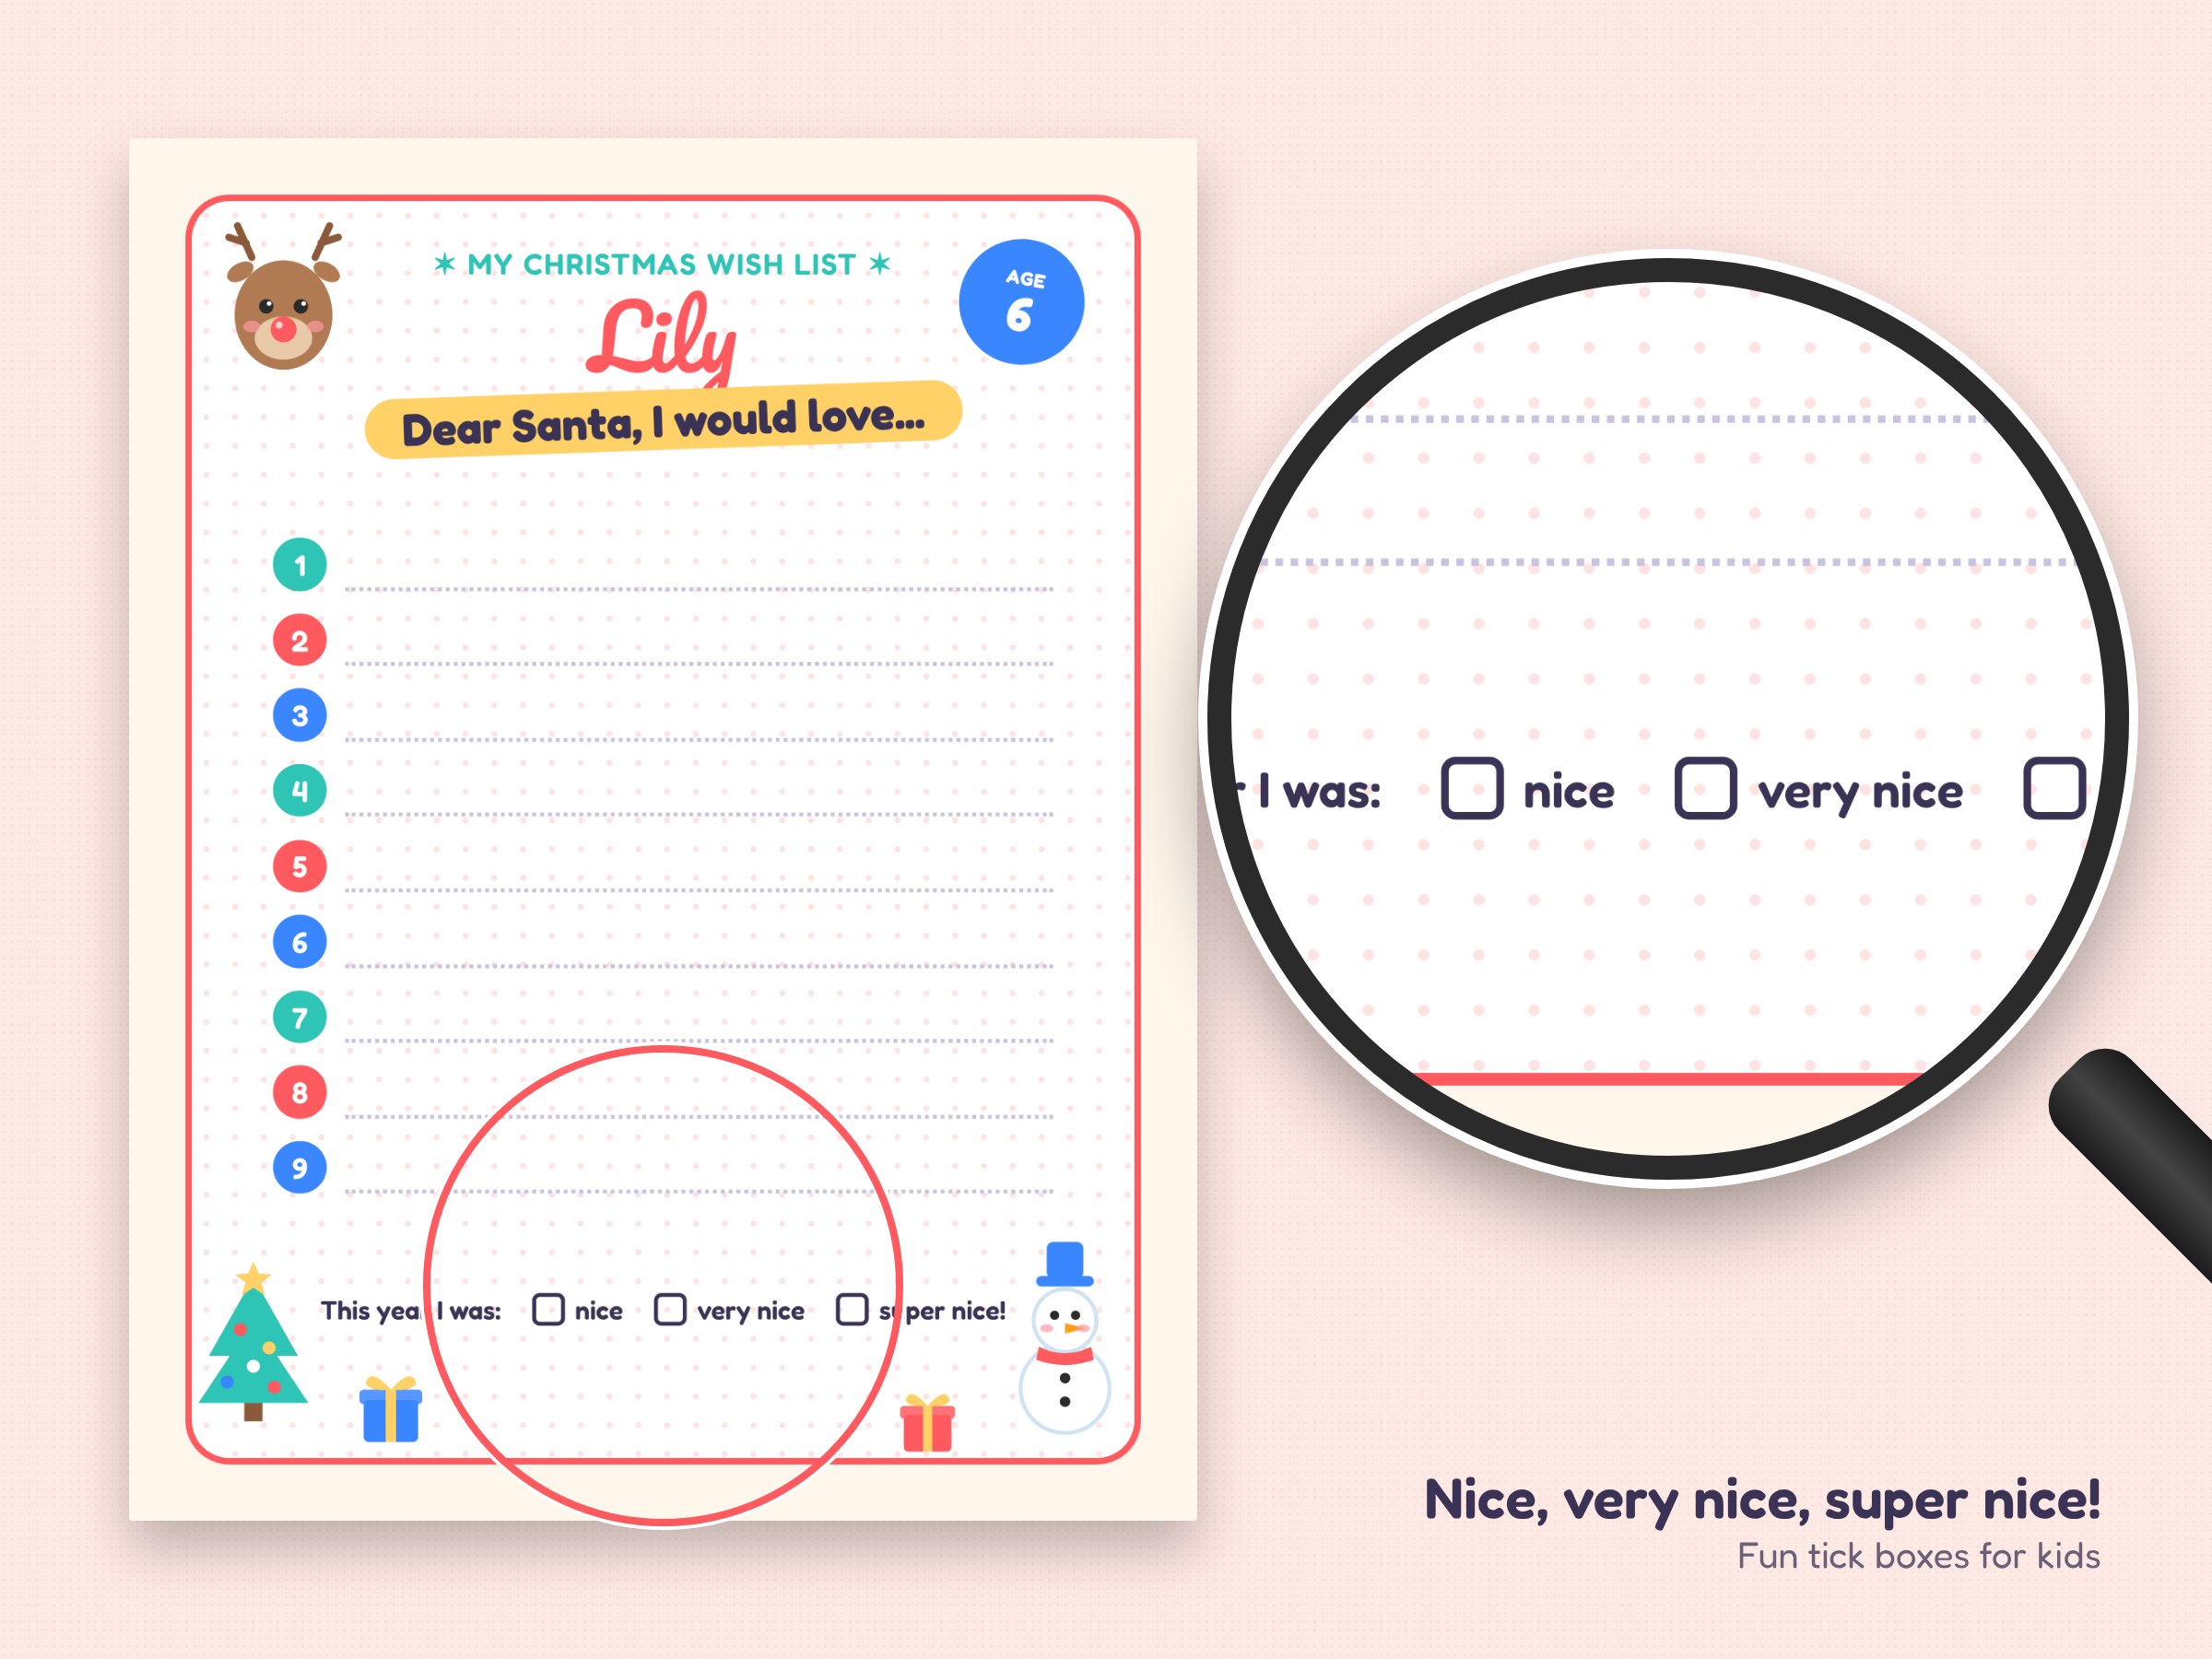 ✶ MY CHRISTMAS WISH LIST ✶
AGE
6
Lily
Dear Santa, I would love...
1
2
3
4
5
6
7
8
9
This yea I was: nice very nice super nice!
r I was: nice very nice
Nice, very nice, super nice!
Fun tick boxes for kids